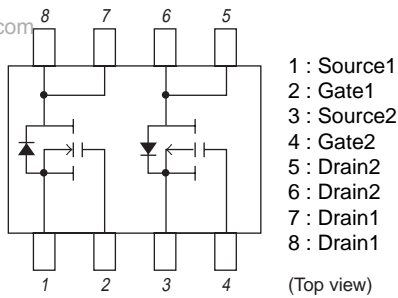 com
8 7 6 5
1 : Source1
2 : Gate1
3 : Source2
4 : Gate2
5 : Drain2
6 : Drain2
7 : Drain1
8 : Drain1
1 2 3 4
(Top view)